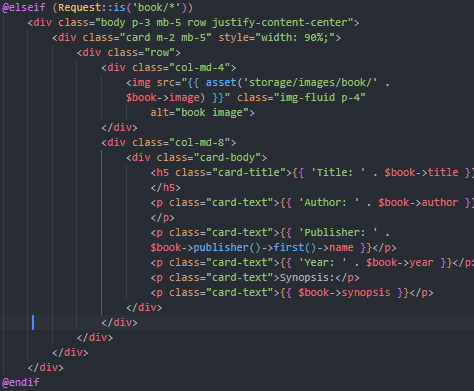 @elseif (Request::is('book/*'))
<div class="body p-3 mb-5 row justify-content-center">
<div class="card m-2 mb-5" style="width: 90%;">
<div class="row">
<div class="col-md-4">
<img src="{{ asset('storage/images/book/' .
$book->image) }}" class="img-fluid p-4"
alt="book image">
</div>
<div class="col-md-8">
<div class="card-body">
<h5 class="card-title">{{ 'Title: ' . $book->title }}
</h5>
<p class="card-text">{{ 'Author: ' . $book->author }}
</p>
<p class="card-text">{{ 'Publisher: ' .
$book->publisher()->first()->name }}</p>
<p class="card-text">{{ 'Year: ' . $book->year }}</p>
<p class="card-text">Synopsis:</p>
<p class="card-text">{{ $book->synopsis }}</p>
</div>
</div>
</div>
</div>
</div>
@endif